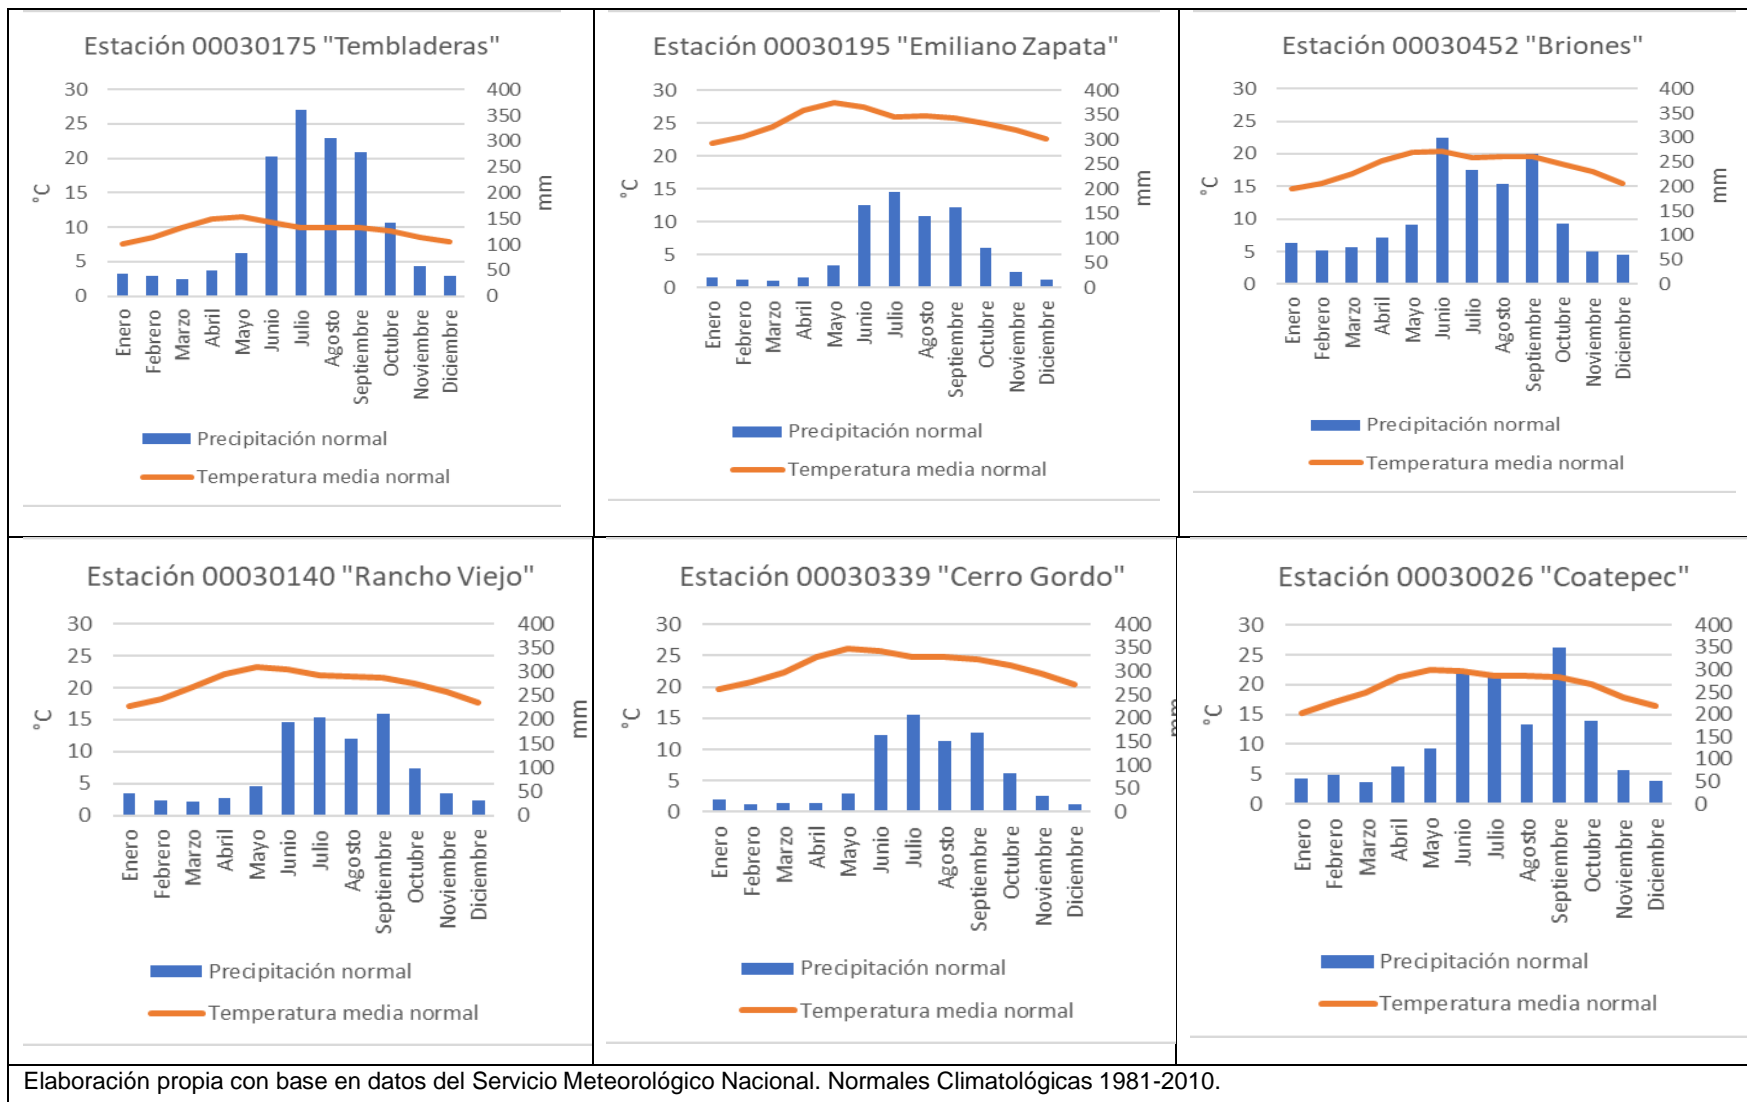 Estación 00030175 "Tembladeras"
30
25
20
15
10
5
0
°C
400
350
300
250
200
150
100
50
0
mm
Enero
Febrero
Marzo
Abril
Mayo
Junio
Julio
Agosto
Septiembre
Octubre
Noviembre
Diciembre
Precipitación normal
Temperatura media normal
Estación 00030195 "Emiliano Zapata"
30
25
20
15
10
5
0
°C
400
350
300
250
200
150
100
50
0
mm
Enero
Febrero
Marzo
Abril
Mayo
Junio
Julio
Agosto
Septiembre
Octubre
Noviembre
Diciembre
Precipitación normal
Temperatura media normal
Estación 00030452 "Briones"
30
25
20
15
10
5
0
°C
400
350
300
250
200
150
100
50
0
mm
Enero
Febrero
Marzo
Abril
Mayo
Junio
Julio
Agosto
Septiembre
Octubre
Noviembre
Diciembre
Precipitación normal
Temperatura media normal
Estación 00030140 "Rancho Viejo"
30
25
20
15
10
5
0
°C
400
350
300
250
200
150
100
50
0
mm
Enero
Febrero
Marzo
Abril
Mayo
Junio
Julio
Agosto
Septiembre
Octubre
Noviembre
Diciembre
Precipitación normal
Temperatura media normal
Estación 00030339 "Cerro Gordo"
30
25
20
15
10
5
0
°C
400
350
300
250
200
150
100
50
0
mm
Enero
Febrero
Marzo
Abril
Mayo
Junio
Julio
Agosto
Septiembre
Octubre
Noviembre
Diciembre
Precipitación normal
Temperatura media normal
Estación 00030026 "Coatepec"
30
25
20
15
10
5
0
°C
400
350
300
250
200
150
100
50
0
mm
Enero
Febrero
Marzo
Abril
Mayo
Junio
Julio
Agosto
Septiembre
Octubre
Noviembre
Diciembre
Precipitación normal
Temperatura media normal
Elaboración propia con base en datos del Servicio Meteorológico Nacional. Normales Climatológicas 1981-2010.